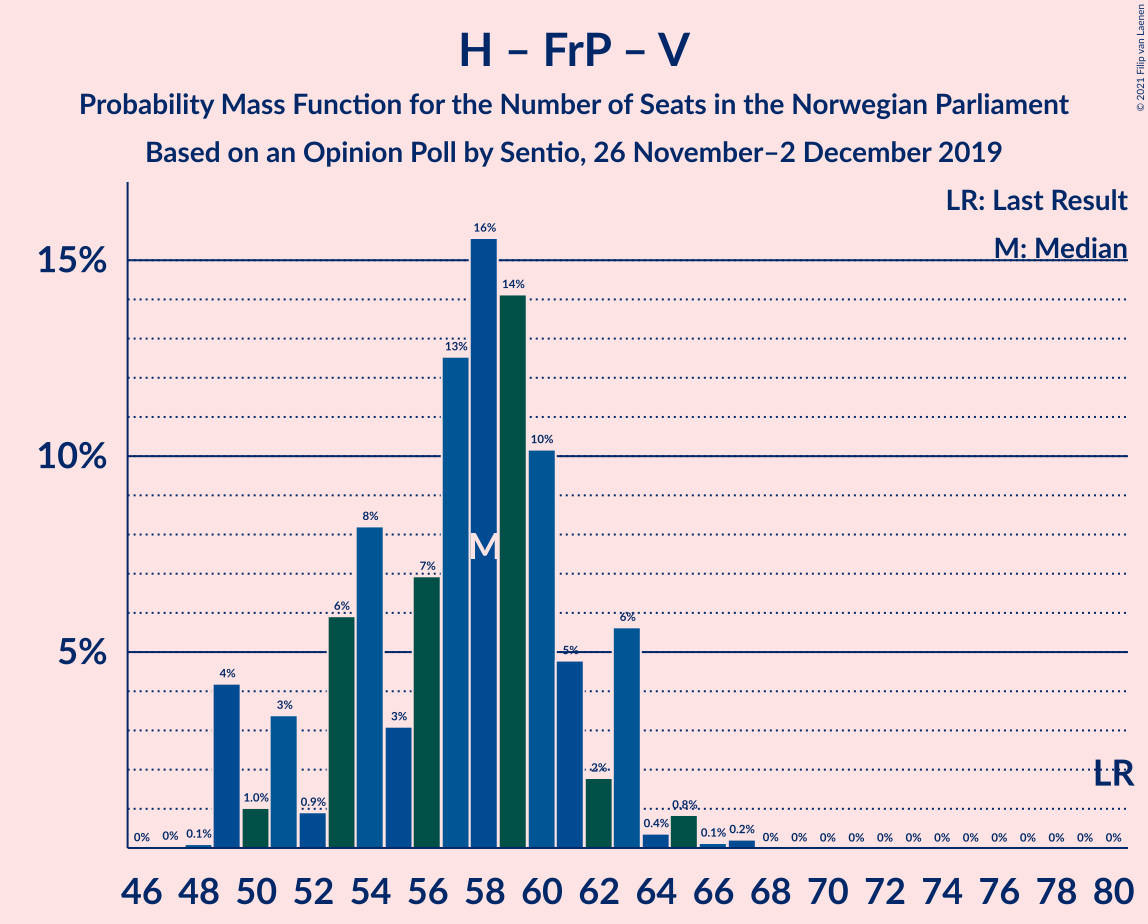 © 2021 Filip van Laenen
H – FrP – V
Probability Mass Function for the Number of Seats in the Norwegian Parliament
Based on an Opinion Poll by Sentio, 26 November–2 December 2019
LR: Last Result
M: Median
15%
10%
5%
0% 0% 0.1% 4% 1.0% 3% 0.9% 6% 8% 3% 7% 13% 16% 14% 10% 5% 2% 6% 0.4% 0.8% 0.1% 0.2% 0% 0% 0% 0% 0% 0% 0% 0% 0% 0% 0% 0% 0%
M
LR
46 48 50 52 54 56 58 60 62 64 66 68 70 72 74 76 78 80